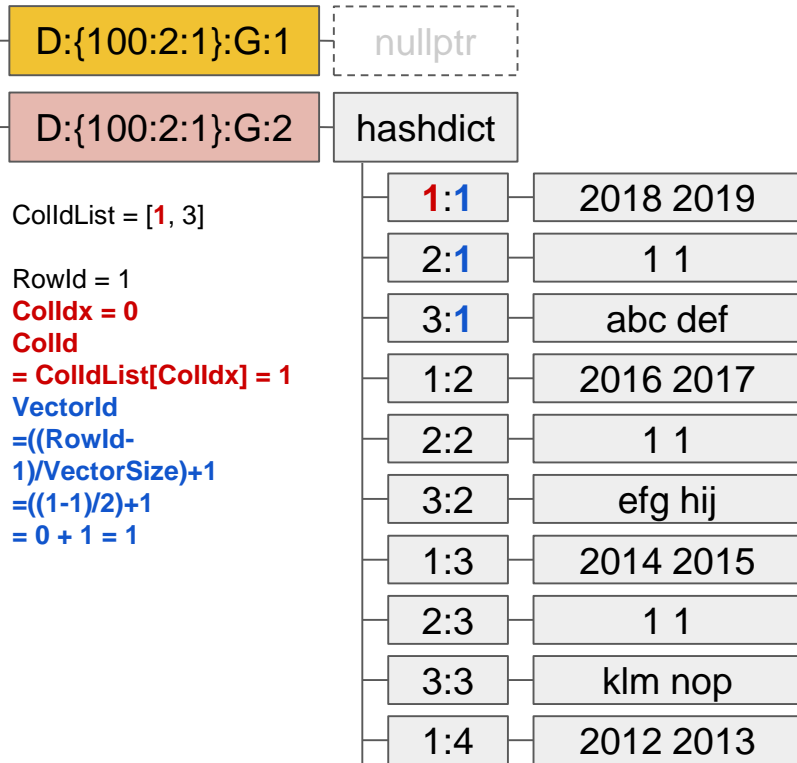 D:{100:2:1}:G:1
nullptr
D:{100:2:1}:G:2
hashdict
ColIdList = [1, 3]
RowId = 1
ColIdx = 0
ColId
= ColIdList[ColIdx] = 1
VectorId
=((RowId-
1)/VectorSize)+1
=((1-1)/2)+1
= 0 + 1 = 1
1:1
2018 2019
2:1
1 1
3:1
abc def
1:2
2016 2017
2:2
1 1
3:2
efg hij
1:3
2014 2015
2:3
1 1
3:3
klm nop
1:4
2012 2013